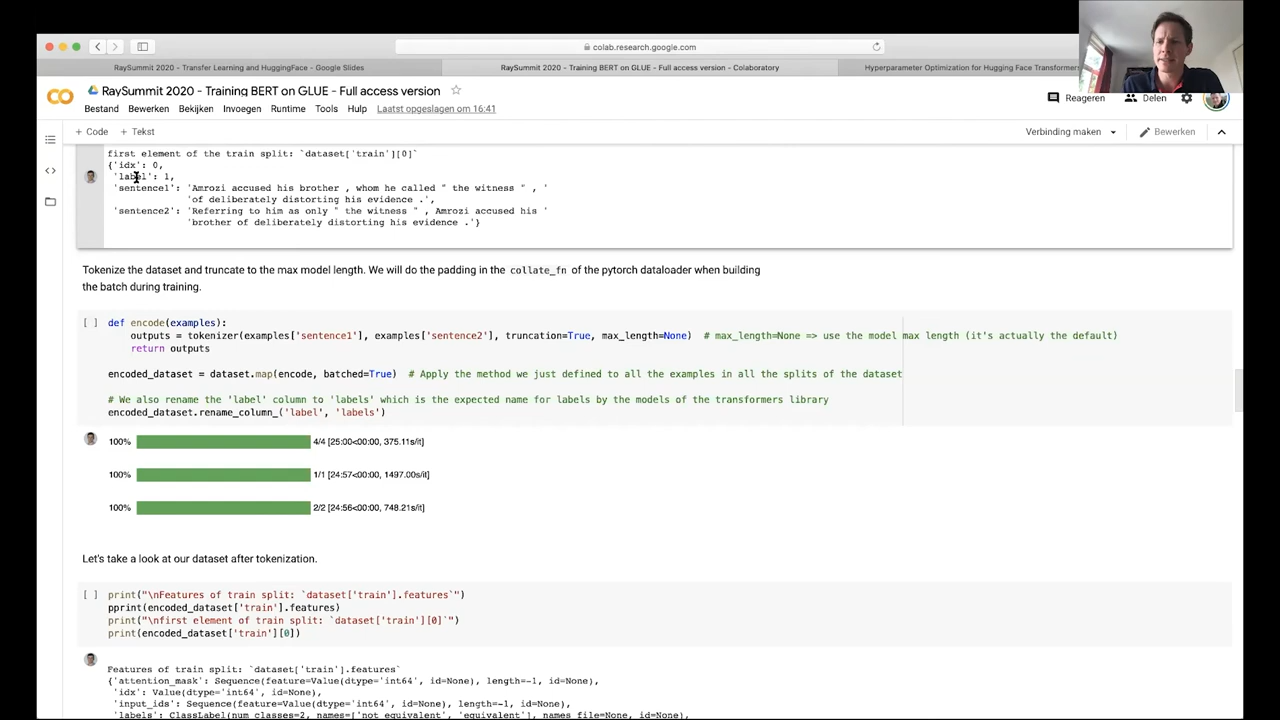 colab.research.google.com
RaySummit 2020 - Transfer Learning and HuggingFace - Google Slides
RaySummit 2020 - Training BERT on GLUE - Full access version - Colaboratory
Hyperparameter Optimization for Hugging Face Transformers
CO
RaySummit 2020 - Training BERT on GLUE - Full access version
Bestand Bewerken Bekijken Invoegen Runtime Tools Help Laatst opgeslagen om 16:41
Reageren Delen
+ Code + Tekst
Verbinding maken Bewerken
first element of the train split: `dataset['train'][0]`
{'idx': 0,
'label': 1,
'sentence1': 'Amrozi accused his brother , whom he called " the witness " , '
'of deliberately distorting his evidence .',
'sentence2': 'Referring to him as only " the witness " , Amrozi accused his '
'brother of deliberately distorting his evidence .'}
Tokenize the dataset and truncate to the max model length. We will do the padding in the collate_fn of the pytorch dataloader when building
the batch during training.
[ ] def encode(examples):
outputs = tokenizer(examples['sentence1'], examples['sentence2'], truncation=True, max_length=None) # max_length=None => use the model max length (it's actually the default)
return outputs
encoded_dataset = dataset.map(encode, batched=True) # Apply the method we just defined to all the examples in all the splits of the dataset
# We also rename the 'label' column to 'labels' which is the expected name for labels by the models of the transformers library
encoded_dataset.rename_column_('label', 'labels')
100% 4/4 [25:00<00:00, 375.11s/it]
100% 1/1 [24:57<00:00, 1497.00s/it]
100% 2/2 [24:56<00:00, 748.21s/it]
Let's take a look at our dataset after tokenization.
[ ] print("\nFeatures of train split: `dataset['train'].features`")
pprint(encoded_dataset['train'].features)
print("\nfirst element of train split: `dataset['train'][0]`")
print(encoded_dataset['train'][0])
Features of train split: `dataset['train'].features`
{'attention_mask': Sequence(feature=Value(dtype='int64', id=None), length=-1, id=None),
'idx': Value(dtype='int64', id=None),
'input_ids': Sequence(feature=Value(dtype='int64', id=None), length=-1, id=None),
'labels': ClassLabel(num_classes=2, names=['not_equivalent', 'equivalent'], names_file=None, id=None),